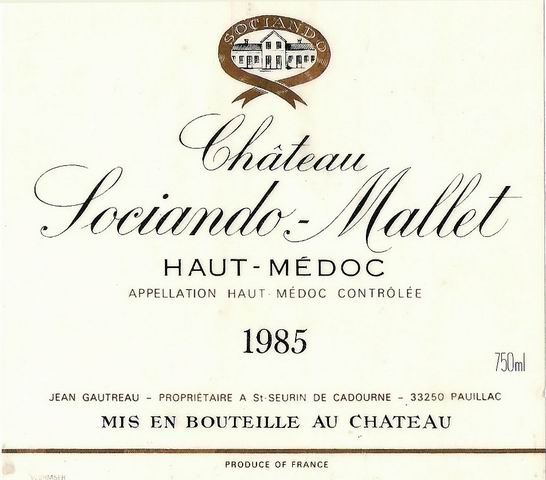 SOCIANDO
Château
Sociando-Mallet
HAUT-MÉDOC
APPELLATION HAUT-MÉDOC CONTRÔLÉE
1985
750ml
JEAN GAUTREAU - PROPRIÉTAIRE A St-SEURIN DE CADOURNE - 33250 PAUILLAC
MIS EN BOUTEILLE AU CHATEAU
PRODUCE OF FRANCE